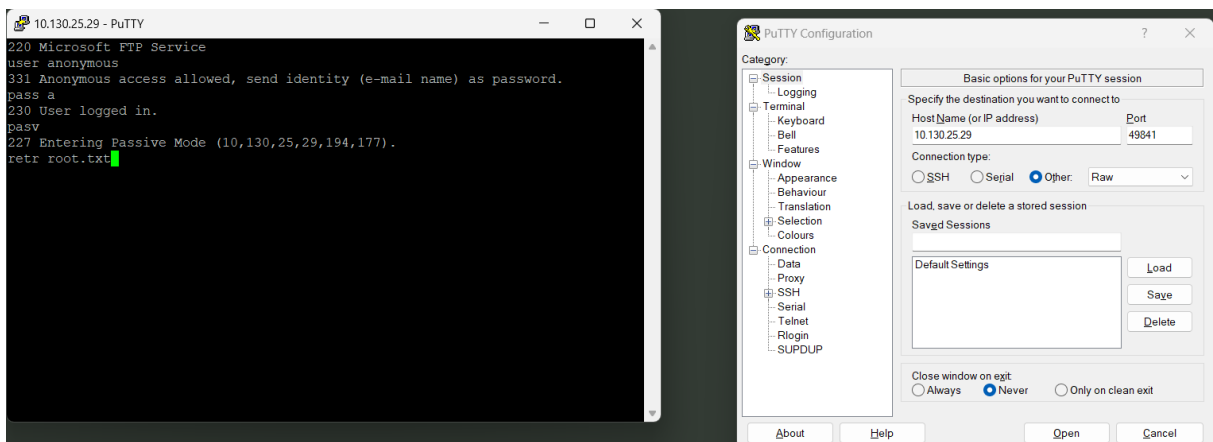 10.130.25.29 - PuTTY
220 Microsoft FTP Service
user anonymous
331 Anonymous access allowed, send identity (e-mail name) as password.
pass a
230 User logged in.
pasv
227 Entering Passive Mode (10,130,25,29,194,177).
retr root.txt
PuTTY Configuration
Category:
Session
Logging
Terminal
Keyboard
Bell
Features
Window
Appearance
Behaviour
Translation
Selection
Colours
Connection
Data
Proxy
SSH
Serial
Telnet
Rlogin
SUPDUP
Basic options for your PuTTY session
Specify the destination you want to connect to
Host Name (or IP address) Port
10.130.25.29 49841
Connection type:
SSH Serial Other: Raw
Load, save or delete a stored session
Saved Sessions
Default Settings
Load
Save
Delete
Close window on exit:
Always Never Only on clean exit
About Help Open Cancel